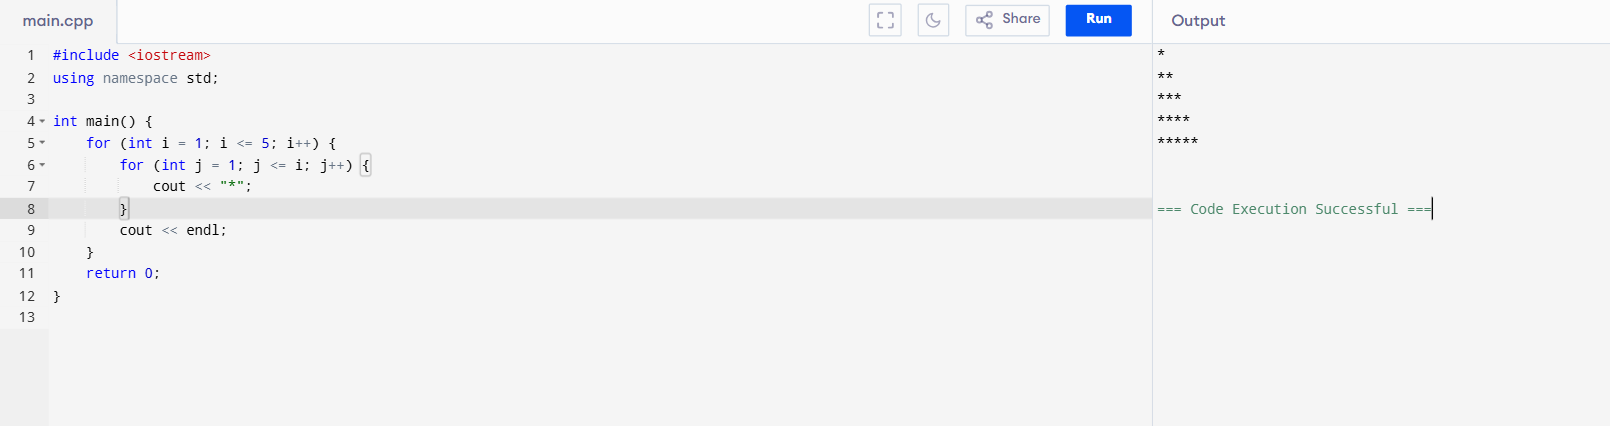 main.cpp
Share
Run
Output
1 #include <iostream>
2 using namespace std;
3
4 int main() {
5     for (int i = 1; i <= 5; i++) {
6         for (int j = 1; j <= i; j++) {
7             cout << "*";
8         }
9         cout << endl;
10     }
11     return 0;
12 }
13
*
**
***
****
*****
=== Code Execution Successful ===